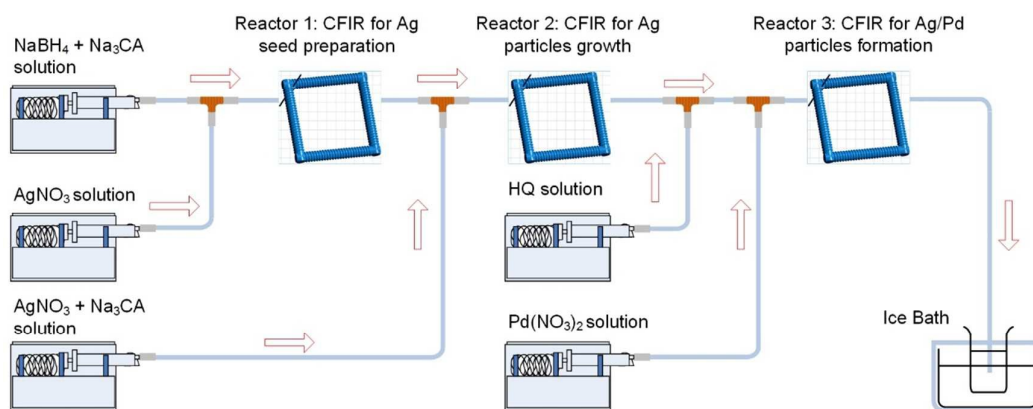 Reactor 1: CFIR for Ag
seed preparation
Reactor 2: CFIR for Ag
particles growth
Reactor 3: CFIR for Ag/Pd
particles formation
NaBH₄ + Na₃CA
solution
AgNO₃ solution
HQ solution
AgNO₃ + Na₃CA
solution
Pd(NO₃)₂ solution
Ice Bath